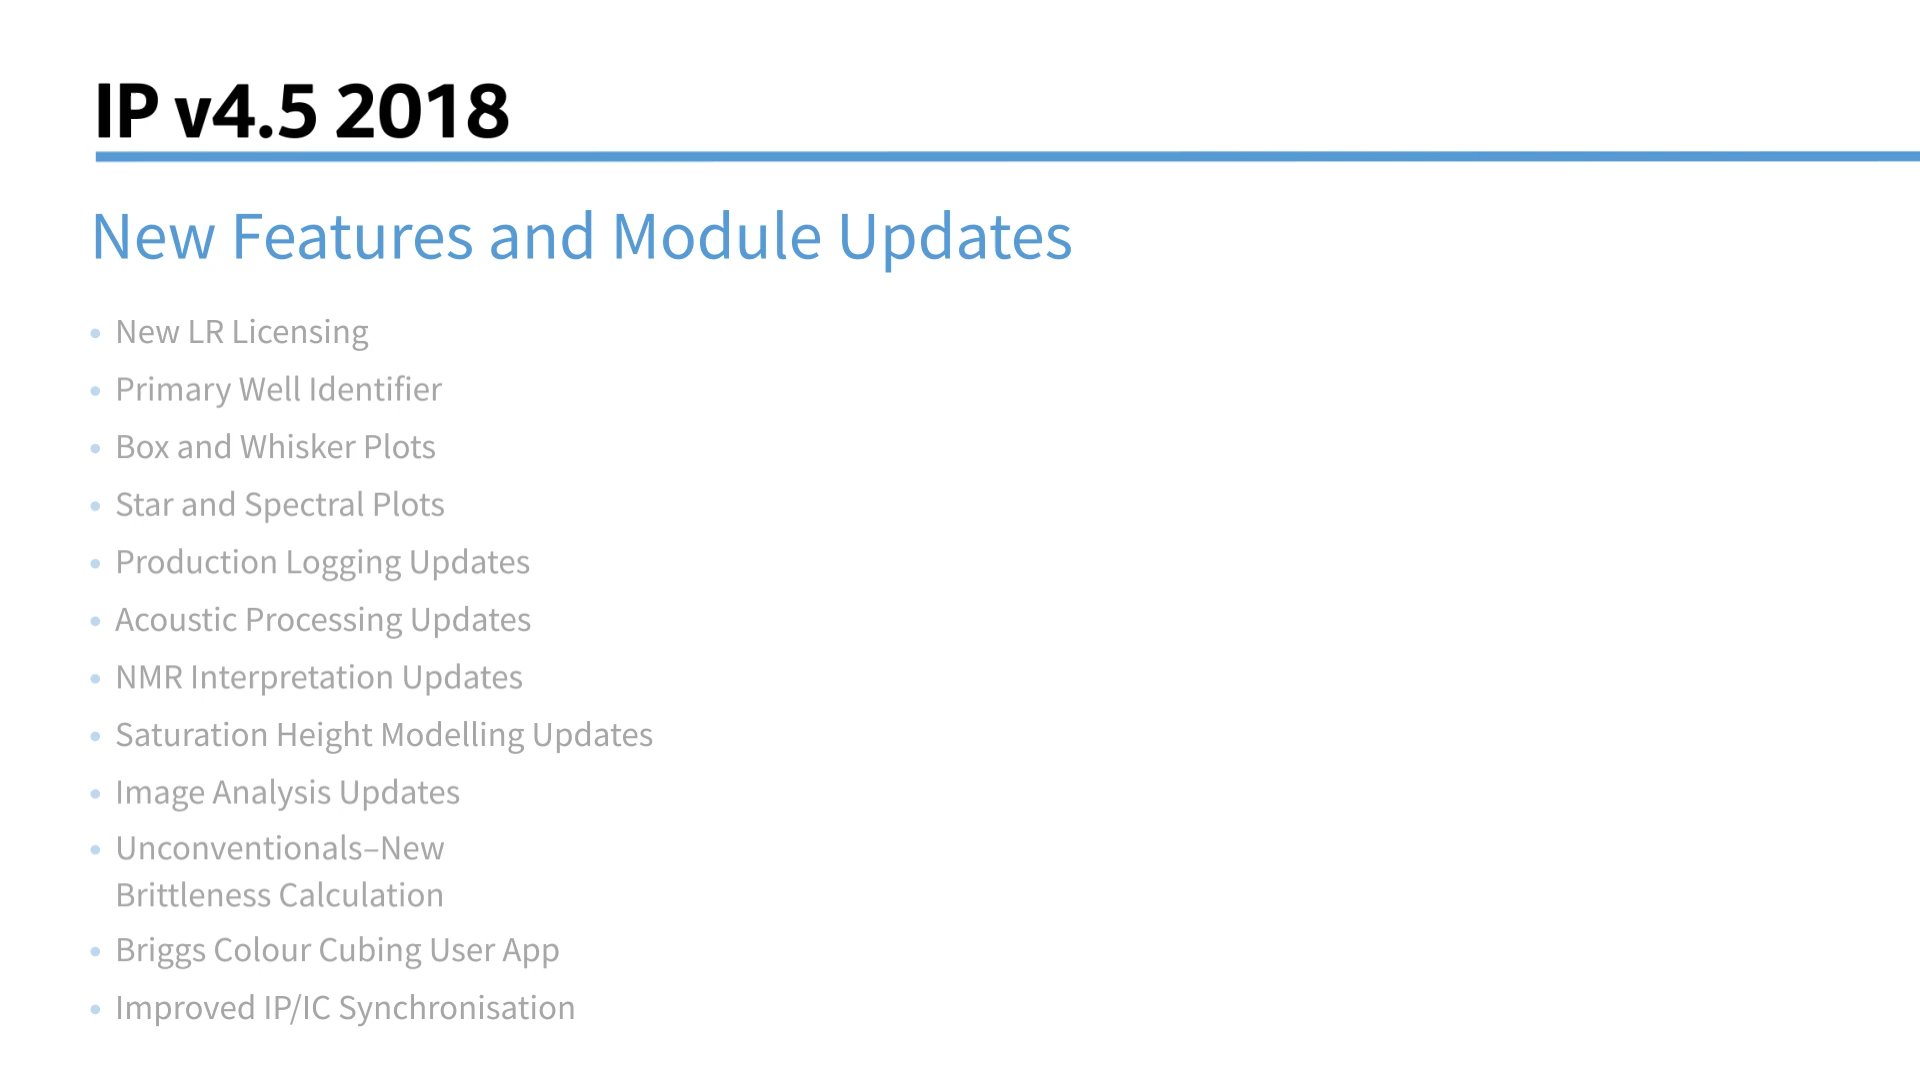 IP v4.5 2018
New Features and Module Updates
• New LR Licensing
• Primary Well Identifier
• Box and Whisker Plots
• Star and Spectral Plots
• Production Logging Updates
• Acoustic Processing Updates
• NMR Interpretation Updates
• Saturation Height Modelling Updates
• Image Analysis Updates
• Unconventionals–New
Brittleness Calculation
• Briggs Colour Cubing User App
• Improved IP/IC Synchronisation